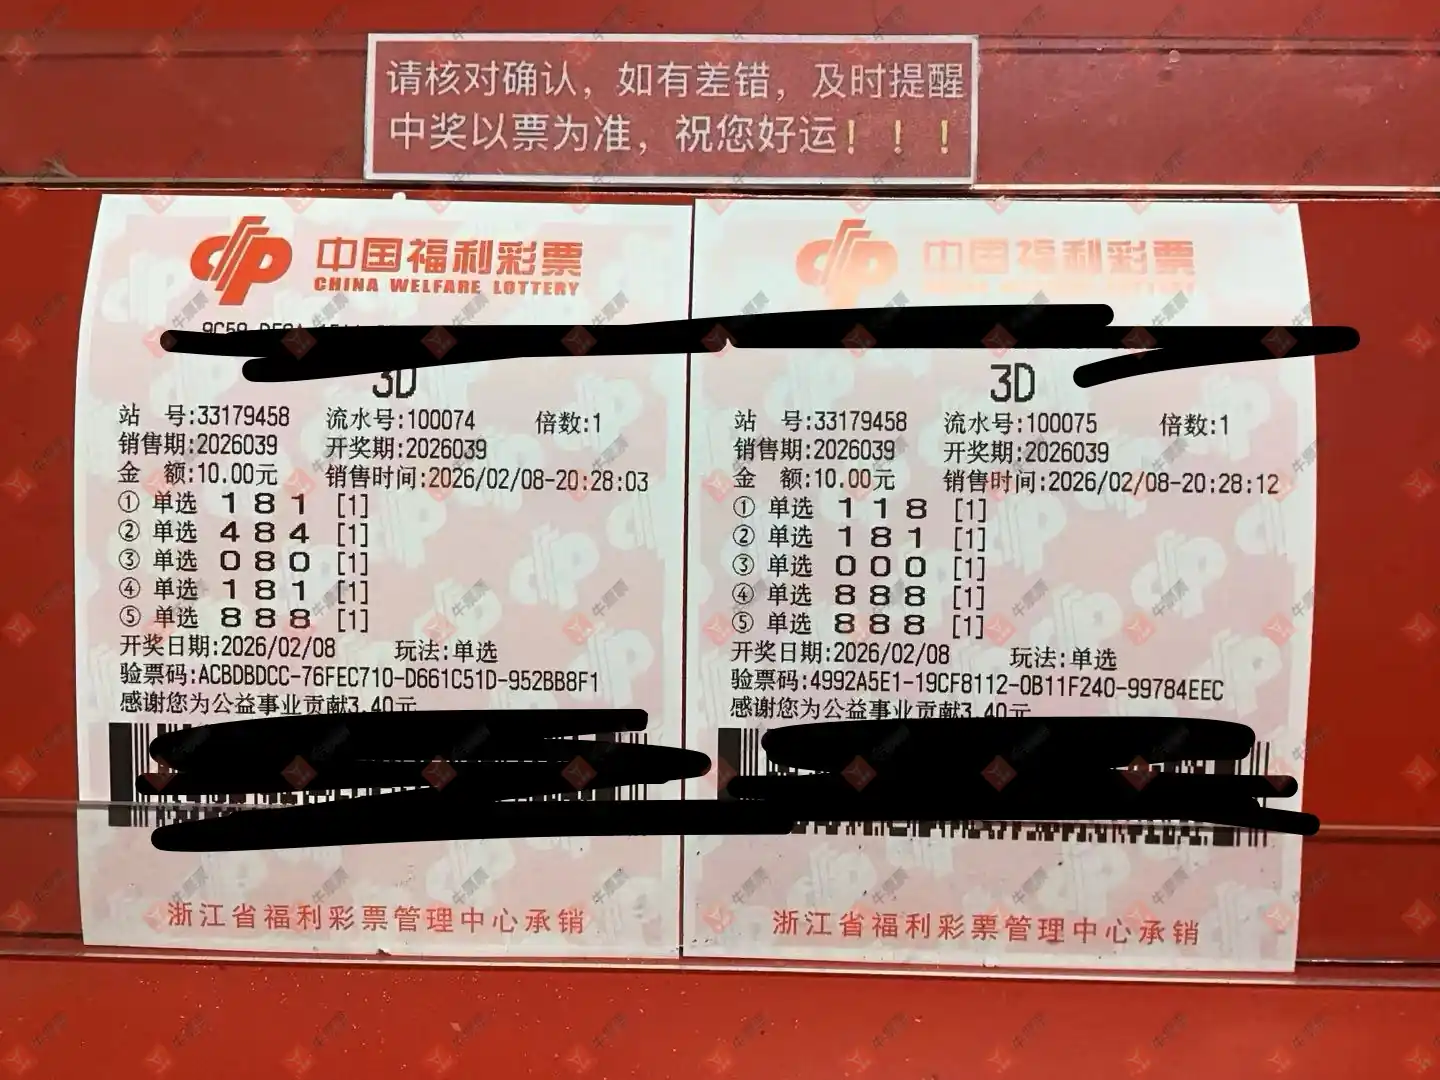 请核对确认，如有差错，及时提醒
中奖以票为准，祝您好运！！！
中国福利彩票
CHINA WELFARE LOTTERY
3D
站 号:33179458 流水号:100074 倍数:1
销售期:2026039 开奖期:2026039
金 额:10.00元 销售时间:2026/02/08-20:28:03
① 单选 1 8 1 [1]
② 单选 4 8 4 [1]
③ 单选 0 8 0 [1]
④ 单选 1 8 1 [1]
⑤ 单选 8 8 8 [1]
开奖日期:2026/02/08 玩法:单选
验票码:ACBDBDCC-76FEC710-D661C51D-952BB8F1
感谢您为公益事业贡献3.40元
浙江省福利彩票管理中心承销
中国福利彩票
3D
站 号:33179458 流水号:100075 倍数:1
销售期:2026039 开奖期:2026039
金 额:10.00元 销售时间:2026/02/08-20:28:12
① 单选 1 1 8 [1]
② 单选 1 8 1 [1]
③ 单选 0 0 0 [1]
④ 单选 8 8 8 [1]
⑤ 单选 8 8 8 [1]
开奖日期:2026/02/08 玩法:单选
验票码:4992A5E1-19CF8112-0B11F240-99784EEC
感谢您为公益事业贡献3.40元
浙江省福利彩票管理中心承销